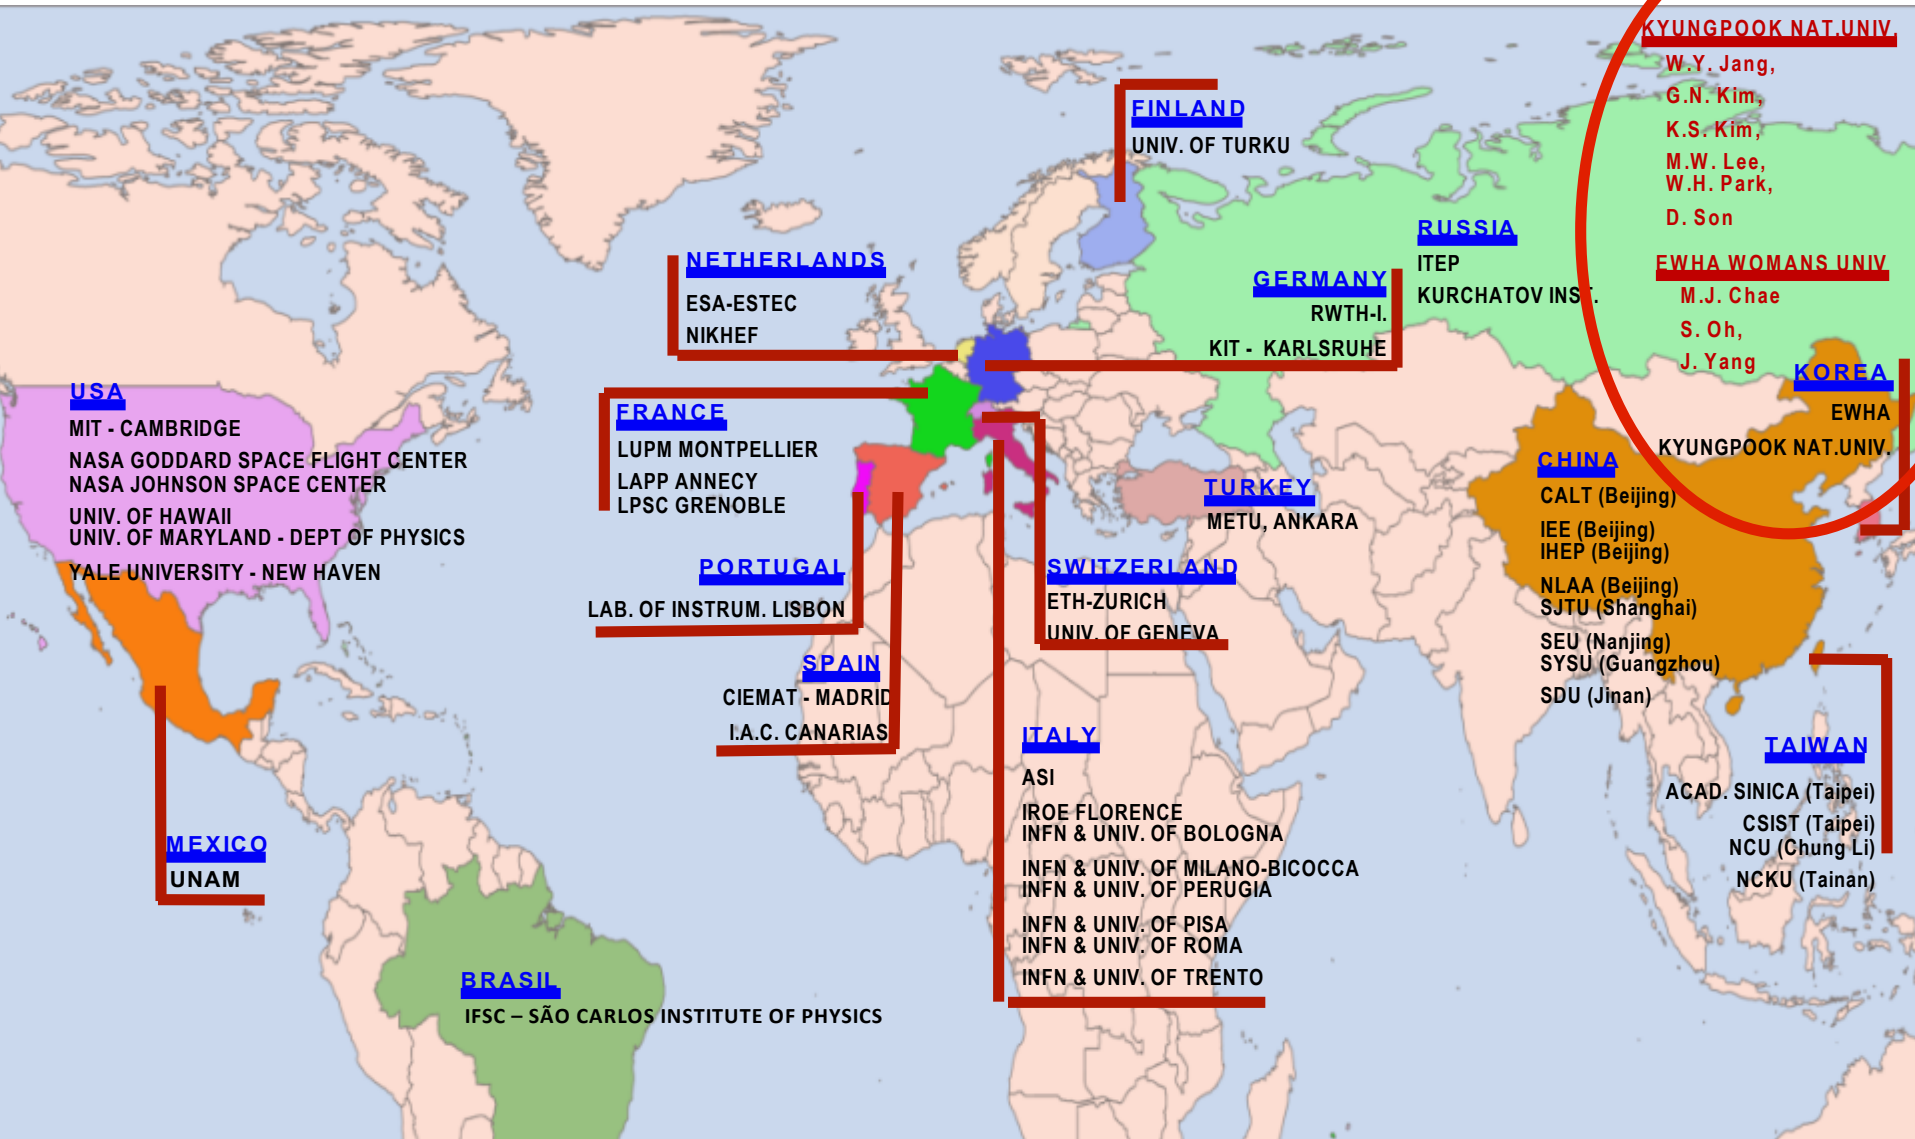 KYUNGPOOK NAT.UNIV.
W.Y. Jang,
G.N. Kim,
K.S. Kim,
M.W. Lee,
W.H. Park,
D. Son
EWHA WOMANS UNIV
M.J. Chae
S. Oh,
J. Yang
FINLAND
UNIV. OF TURKU
NETHERLANDS
ESA-ESTEC
NIKHEF
GERMANY
RWTH-I.
KIT - KARLSRUHE
RUSSIA
ITEP
KURCHATOV INST.
KOREA
EWHA
KYUNGPOOK NAT.UNIV.
USA
MIT - CAMBRIDGE
NASA GODDARD SPACE FLIGHT CENTER
NASA JOHNSON SPACE CENTER
UNIV. OF HAWAII
UNIV. OF MARYLAND - DEPT OF PHYSICS
YALE UNIVERSITY - NEW HAVEN
FRANCE
LUPM MONTPELLIER
LAPP ANNECY
LPSC GRENOBLE
TURKEY
METU, ANKARA
CHINA
CALT (Beijing)
IEE (Beijing)
IHEP (Beijing)
NLAA (Beijing)
SJTU (Shanghai)
SEU (Nanjing)
SYSU (Guangzhou)
SDU (Jinan)
PORTUGAL
LAB. OF INSTRUM. LISBON
SWITZERLAND
ETH-ZURICH
UNIV. OF GENEVA
SPAIN
CIEMAT - MADRID
I.A.C. CANARIAS
ITALY
ASI
IROE FLORENCE
INFN & UNIV. OF BOLOGNA
INFN & UNIV. OF MILANO-BICOCCA
INFN & UNIV. OF PERUGIA
INFN & UNIV. OF PISA
INFN & UNIV. OF ROMA
INFN & UNIV. OF TRENTO
TAIWAN
ACAD. SINICA (Taipei)
CSIST (Taipei)
NCU (Chung Li)
NCKU (Tainan)
MEXICO
UNAM
BRASIL
IFSC – SÃO CARLOS INSTITUTE OF PHYSICS